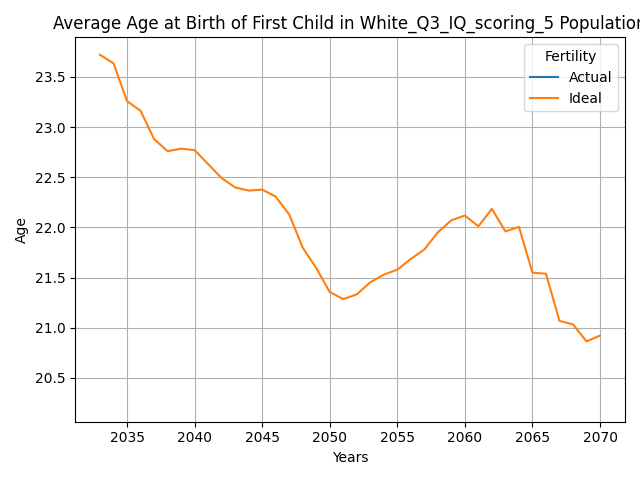 Average Age at Birth of First Child in White_Q3_IQ_scoring_5 Population
Fertility
Actual
Ideal
23.5
23.0
22.5
22.0
21.5
21.0
20.5
Age
2035 2040 2045 2050 2055 2060 2065 2070
Years